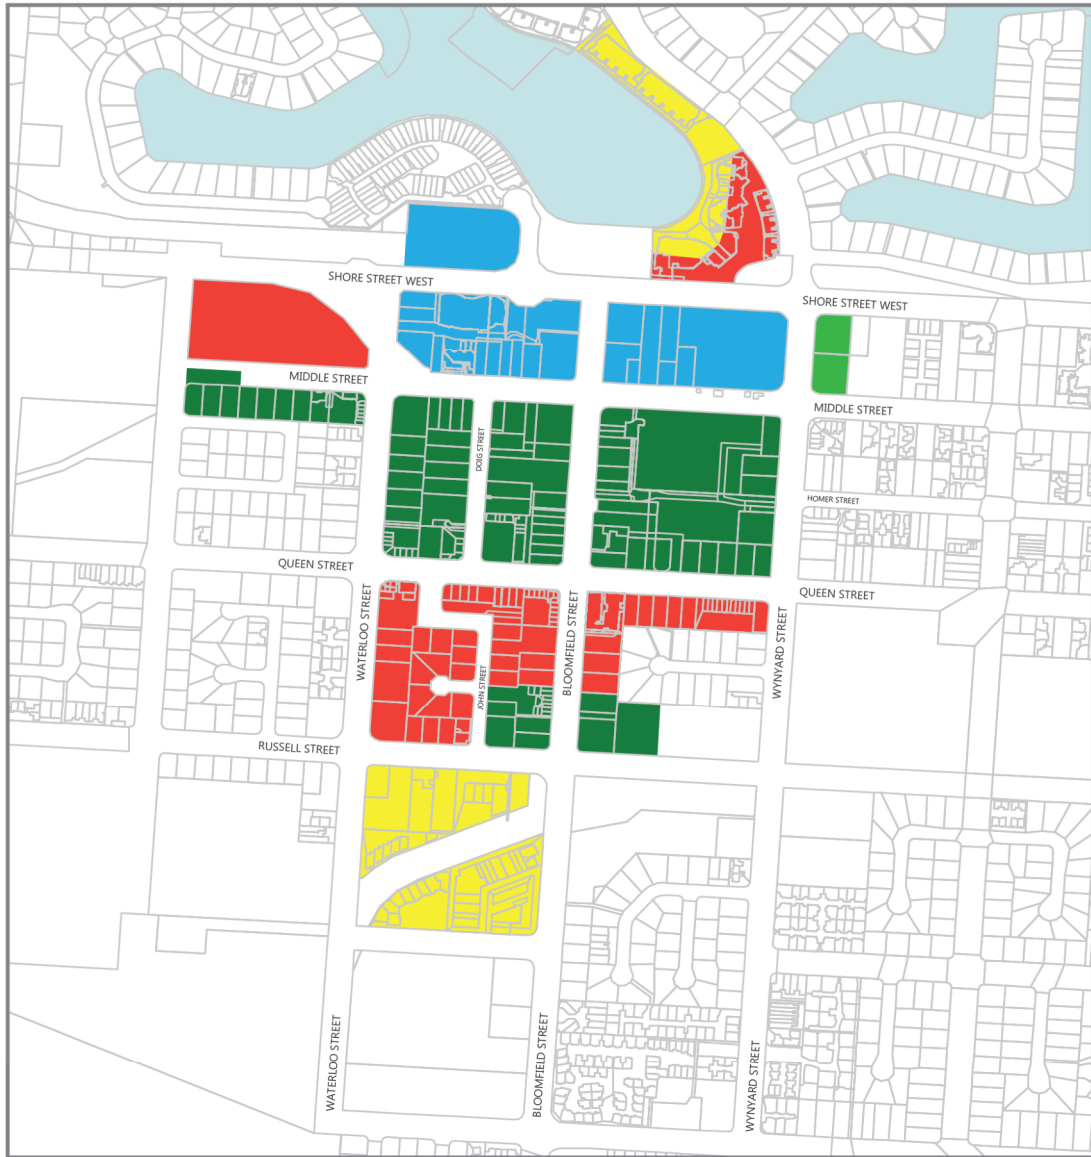 SHORE STREET WEST
SHORE STREET WEST
MIDDLE STREET
MIDDLE STREET
DOIG STREET
HOMER STREET
QUEEN STREET
QUEEN STREET
WATERLOO STREET
BLOOMFIELD STREET
WYNYARD STREET
JOHN STREET
RUSSELL STREET
WATERLOO STREET
BLOOMFIELD STREET
WYNYARD STREET